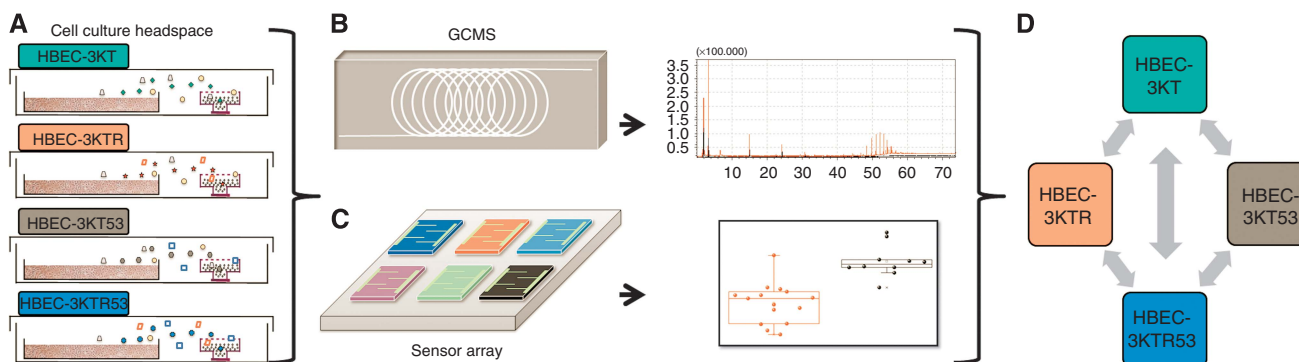 A
Cell culture headspace
HBEC-3KT
HBEC-3KTR
HBEC-3KT53
HBEC-3KTR53
B
GCMS
(×100.000)
3.5
3.0
2.5
2.0
1.5
1.0
0.5
10 20 30 40 50 60 70
C
Sensor array
D
HBEC-
3KT
HBEC-
3KTR
HBEC-
3KT53
HBEC-
3KTR53